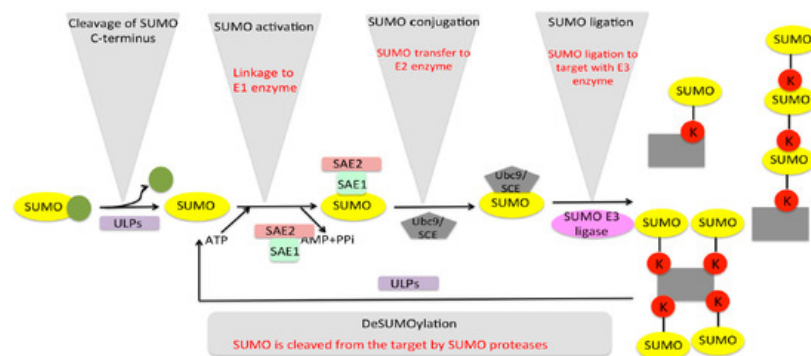 Cleavage of SUMO
C-terminus
SUMO activation
Linkage to
E1 enzyme
SUMO conjugation
SUMO transfer to
E2 enzyme
SUMO ligation
SUMO ligation to
target with E3
enzyme
SUMO
K
SUMO
K
SUMO
K
SUMO
K
SUMO
ULPs
SUMO
ATP
SAE2
SAE1
AMP+PPi
SAE2
SAE1
SUMO
Ubc9/
SCE
Ubc9/
SCE
SUMO
SUMO E3
ligase
SUMO
SUMO
K
K
K
K
SUMO
SUMO
ULPs
DeSUMOylation
SUMO is cleaved from the target by SUMO proteases